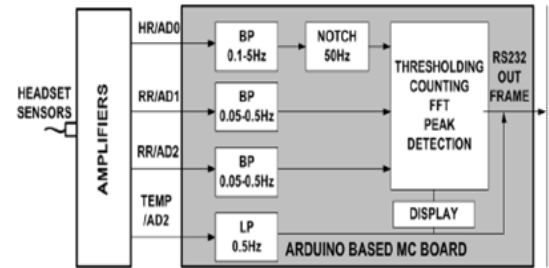 HEADSET
SENSORS
AMPLIFIERS
HR/AD0
RR/AD1
RR/AD2
TEMP
/AD2
BP
0.1-5Hz
NOTCH
50Hz
BP
0.05-0.5Hz
BP
0.05-0.5Hz
LP
0.5Hz
THRESHOLDING
COUNTING
FFT
PEAK
DETECTION
DISPLAY
RS232
OUT
FRAME
ARDUINO BASED MC BOARD